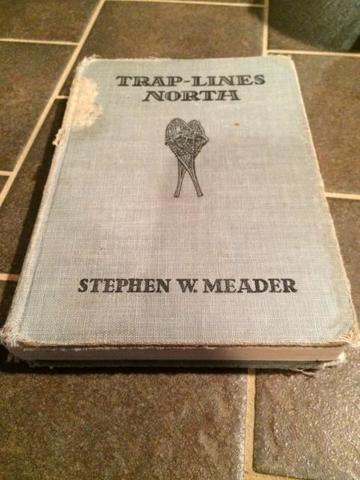 TRAP-LINES
NORTH
STEPHEN W. MEADER